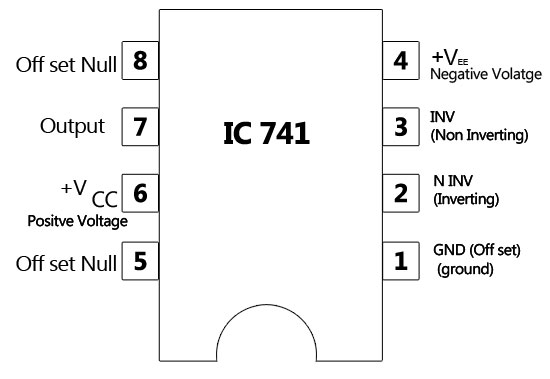 Off set Null 8
Output 7
+V CC 6
Positve Voltage
Off set Null 5
IC 741
4 +VEE
Negative Volatge
3 INV
(Non Inverting)
2 N INV
(Inverting)
1 GND (Off set)
(ground)